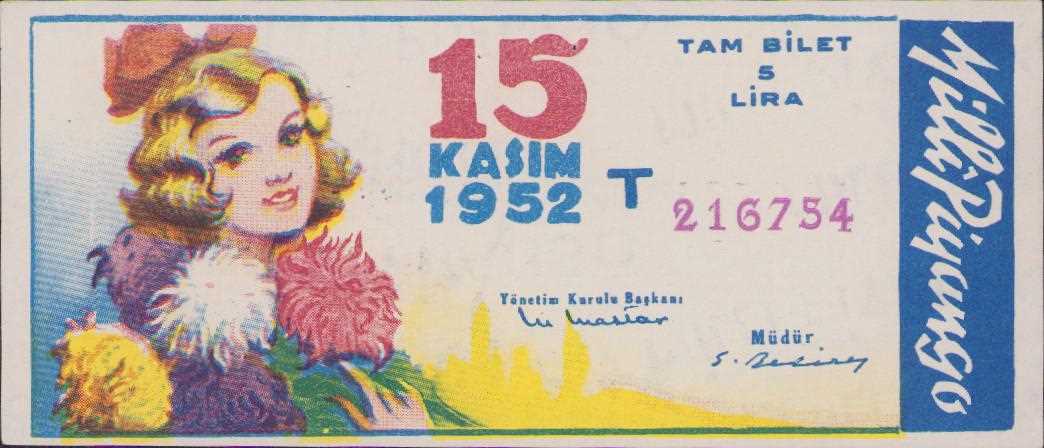 15
KASIM
1952
TAM BİLET
5
LİRA
T
216754
Yönetim Kurulu Başkanı
Müdür
Milli Piyango